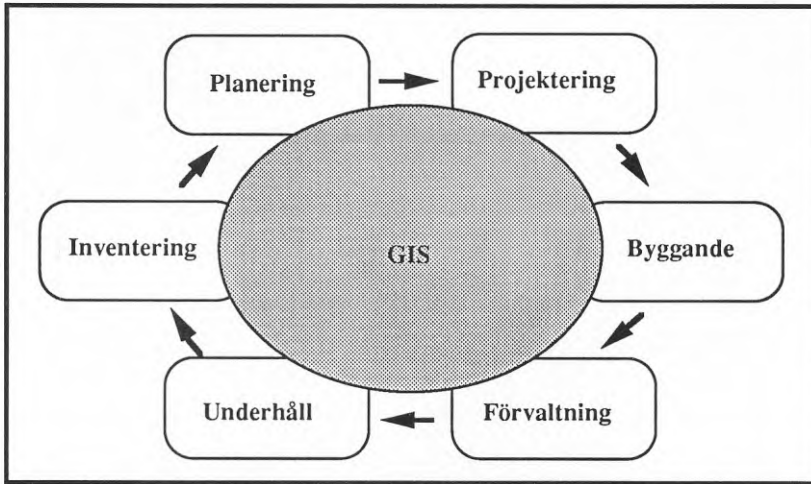 Planering
Projektering
Inventering
GIS
Byggande
Underhåll
Förvaltning